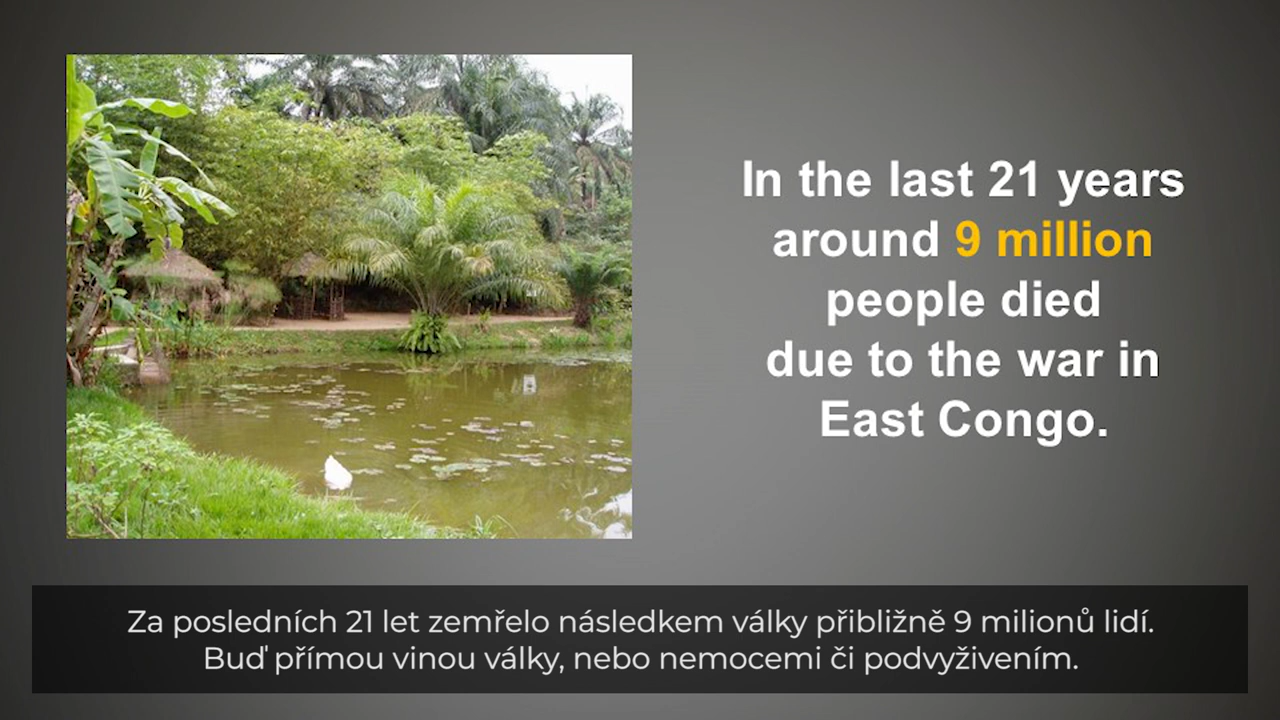 In the last 21 years
around 9 million
people died
due to the war in
East Congo.
Za posledních 21 let zemřelo následkem války přibližně 9 milionů lidí.
Buď přímou vinou války, nebo nemocemi či podvyživením.